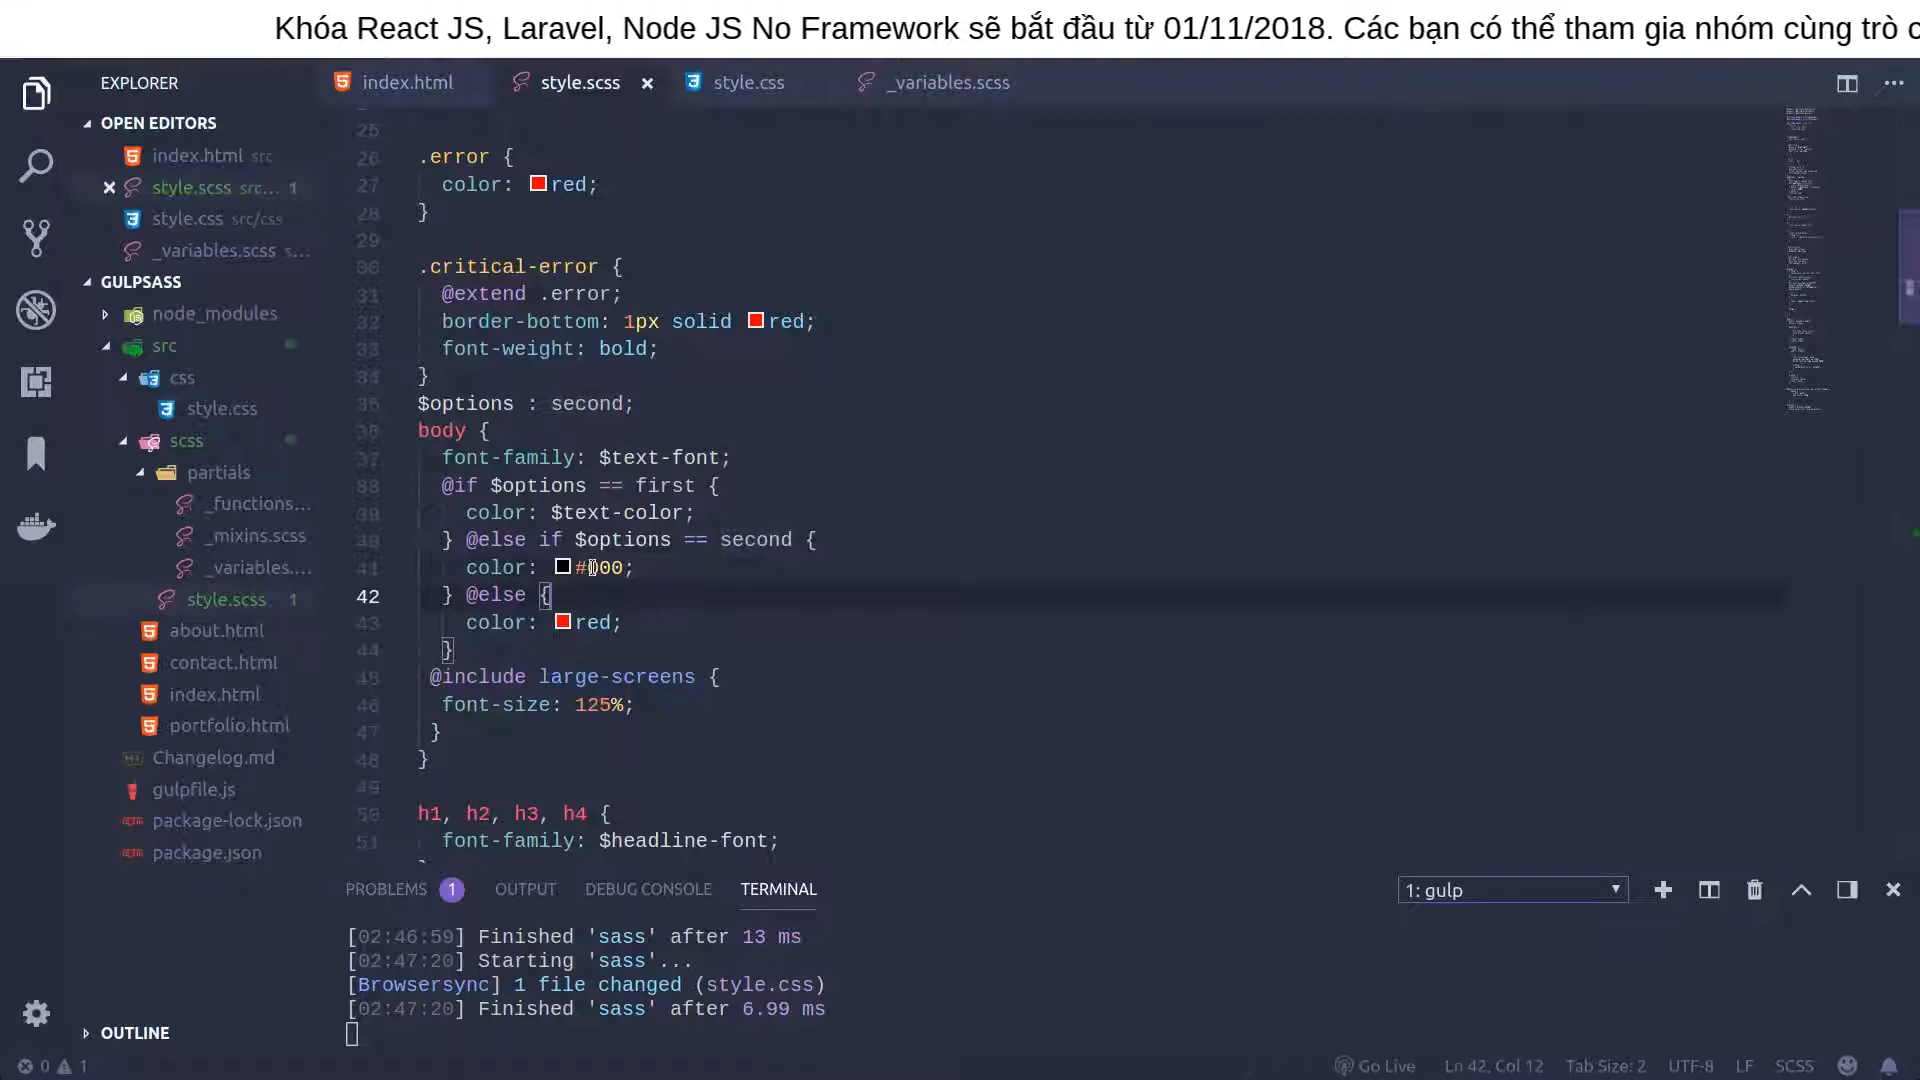 Khóa React JS, Laravel, Node JS No Framework sẽ bắt đầu từ 01/11/2018. Các bạn có thể tham gia nhóm cùng trò
EXPLORER
index.html
style.scss
style.css
_variables.scss
OPEN EDITORS
index.html src
style.scss src... 1
style.css src/css
_variables.scss s...
GULPSASS
node_modules
src
css
style.css
scss
partials
_functions...
_mixins.scss
_variables....
style.scss 1
about.html
contact.html
index.html
portfolio.html
Changelog.md
gulpfile.js
package-lock.json
package.json
OUTLINE
25
26 .error {
27 color: red;
28 }
29
30 .critical-error {
31 @extend .error;
32 border-bottom: 1px solid red;
33 font-weight: bold;
34 }
35 $options : second;
36 body {
37 font-family: $text-font;
38 @if $options == first {
39 color: $text-color;
40 } @else if $options == second {
41 color: #000;
42 } @else {
43 color: red;
44 }
45 @include large-screens {
46 font-size: 125%;
47 }
48 }
49
50 h1, h2, h3, h4 {
51 font-family: $headline-font;
PROBLEMS 1 OUTPUT DEBUG CONSOLE TERMINAL
1: gulp
[02:46:59] Finished 'sass' after 13 ms
[02:47:20] Starting 'sass'...
[Browsersync] 1 file changed (style.css)
[02:47:20] Finished 'sass' after 6.99 ms
0 1
Go Live Ln 42, Col 12 Tab Size: 2 UTF-8 LF SCSS